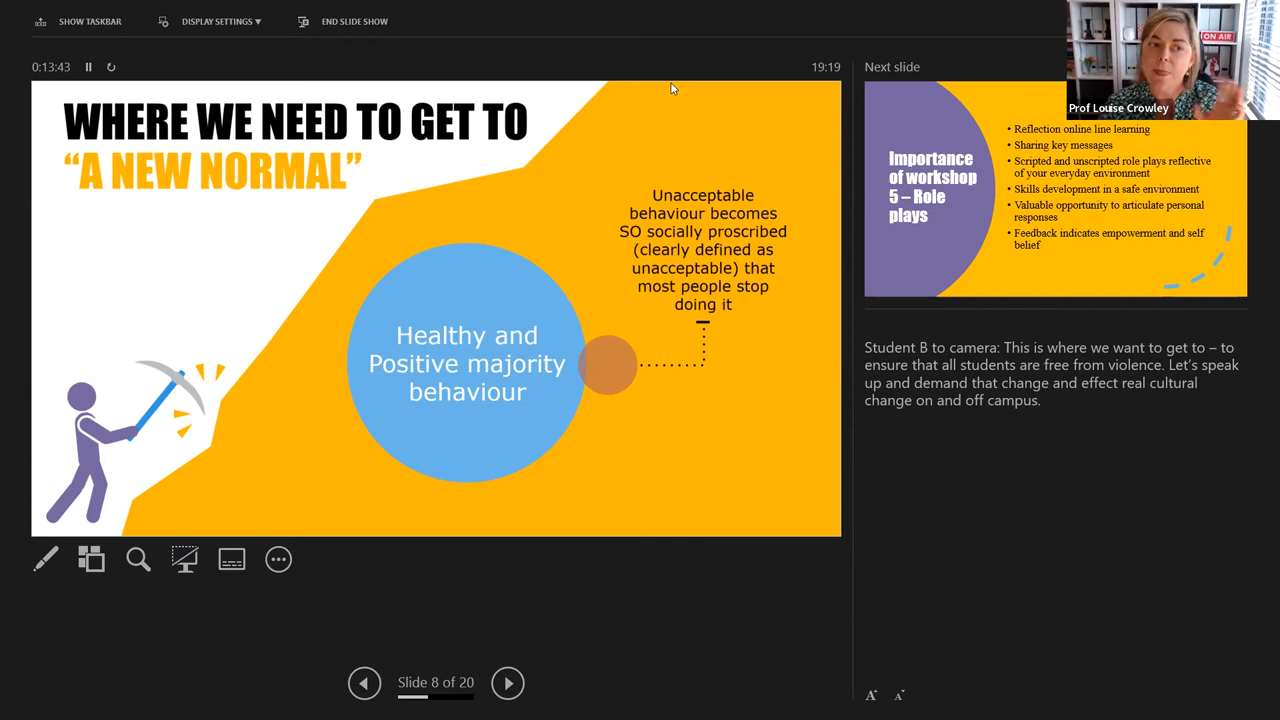 SHOW TASKBAR
DISPLAY SETTINGS ▼
END SLIDE SHOW
ON AIR
Prof Louise Crowley
0:13:43
19:19
Next slide
WHERE WE NEED TO GET TO
“A NEW NORMAL”
Unacceptable
behaviour becomes
SO socially proscribed
(clearly defined as
unacceptable) that
most people stop
doing it
Healthy and
Positive majority
behaviour
Importance
of workshop
5 – Role
plays
• Reflection online line learning
• Sharing key messages
• Scripted and unscripted role plays reflective
of your everyday environment
• Skills development in a safe environment
• Valuable opportunity to articulate personal
responses
• Feedback indicates empowerment and self
belief
Student B to camera: This is where we want to get to – to
ensure that all students are free from violence. Let’s speak
up and demand that change and effect real cultural
change on and off campus.
Slide 8 of 20
A A